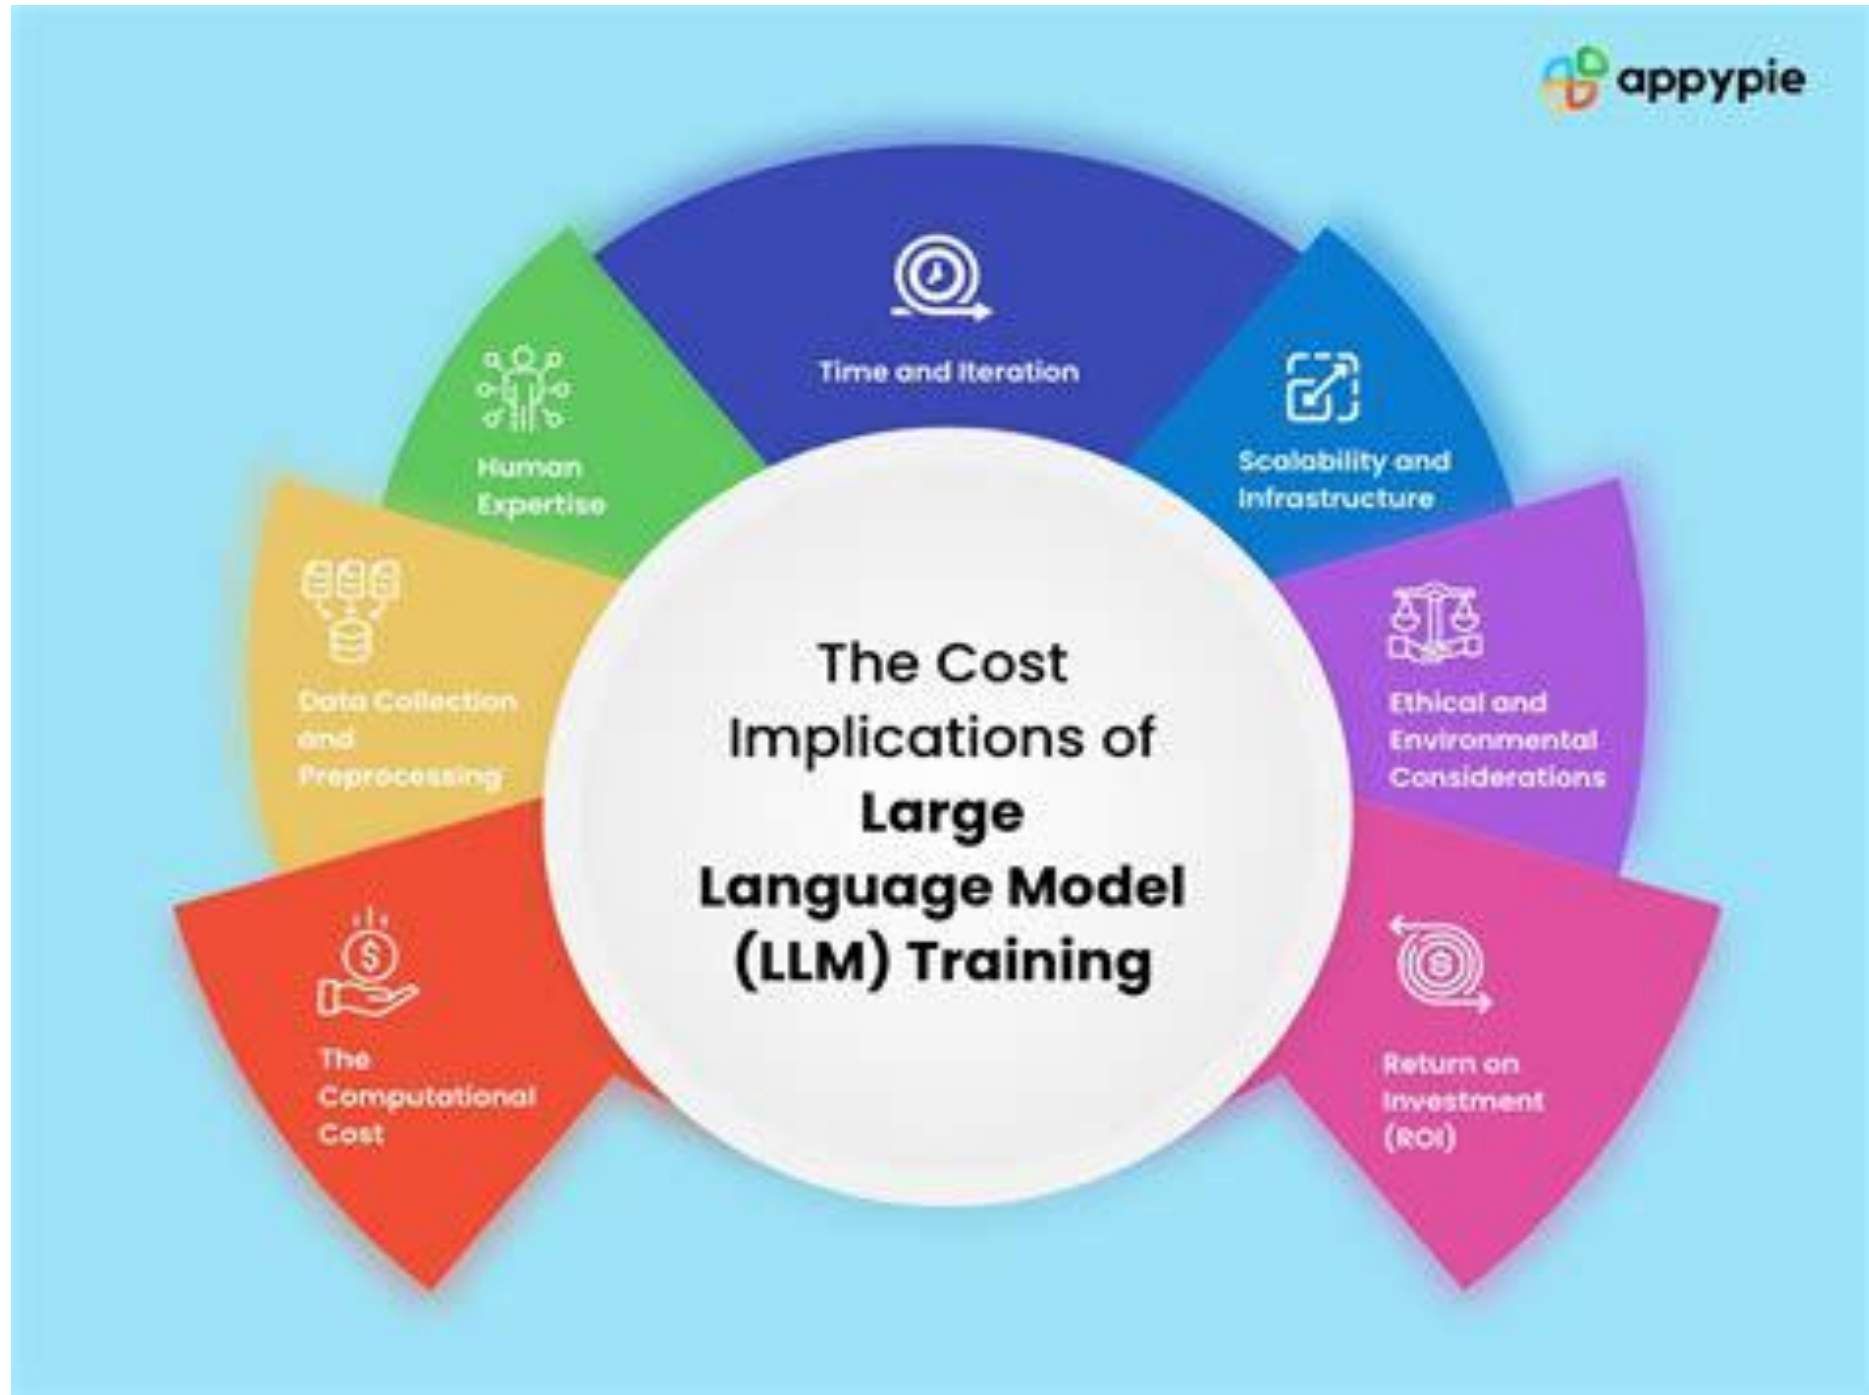 appypie
Time and Iteration
Human
Expertise
Scalability and
Infrastructure
Data Collection
and
Preprocessing
Ethical and
Environmental
Considerations
The Cost
Implications of
Large
Language Model
(LLM) Training
The
Computational
Cost
Return on
Investment
(ROI)